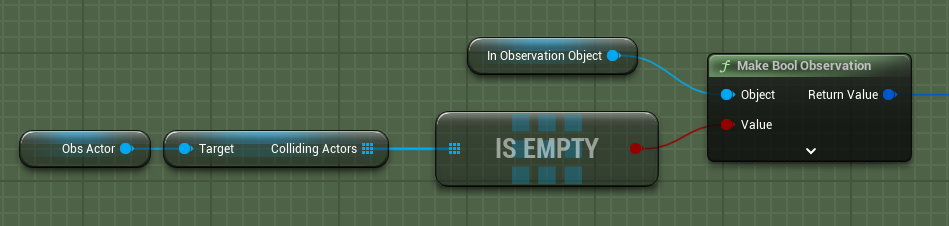 In Observation Object
f Make Bool Observation
Object Return Value
Value
Obs Actor
Target Colliding Actors
IS EMPTY